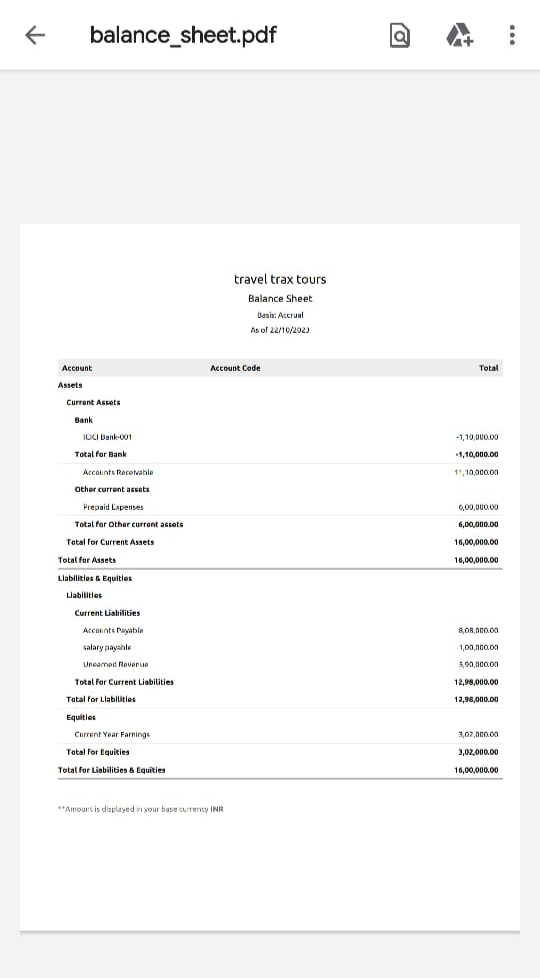 balance_sheet.pdf
travel trax tours
Balance Sheet
Basis: Accrual
As of 22/10/2023
Account Account Code Total
Assets
Current Assets
Bank
ICICI Bank-001 -1,10,000.00
Total for Bank -1,10,000.00
Accounts Receivable 11,10,000.00
Other current assets
Prepaid Expenses 6,00,000.00
Total for Other current assets 6,00,000.00
Total for Current Assets 16,00,000.00
Total for Assets 16,00,000.00
Liabilities & Equities
Liabilities
Current Liabilities
Accounts Payable 8,08,000.00
salary payable 1,00,000.00
Unearned Revenue 3,90,000.00
Total for Current Liabilities 12,98,000.00
Total for Liabilities 12,98,000.00
Equities
Current Year Earnings 3,02,000.00
Total for Equities 3,02,000.00
Total for Liabilities & Equities 16,00,000.00
**Amount is displayed in your base currency INR